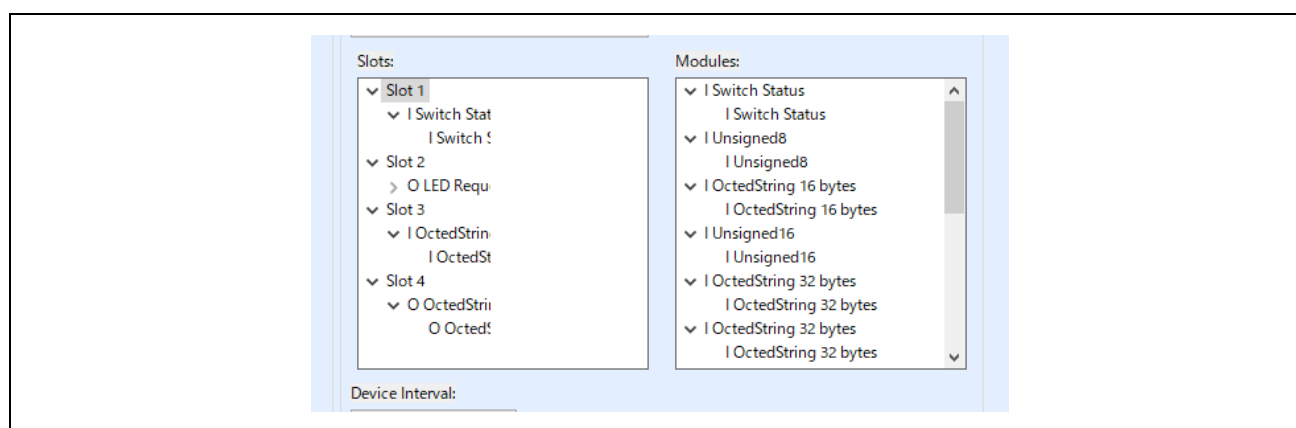 Slots:
Slot 1
I Switch Stat
I Switch
Slot 2
O LED Requ
Slot 3
I OctedStrin
I OctedSt
Slot 4
O OctedStri
O Octed
Modules:
I Switch Status
I Switch Status
I Unsigned8
I Unsigned8
I OctedString 16 bytes
I OctedString 16 bytes
I Unsigned16
I Unsigned16
I OctedString 32 bytes
I OctedString 32 bytes
I OctedString 32 bytes
I OctedString 32 bytes
Device Interval: